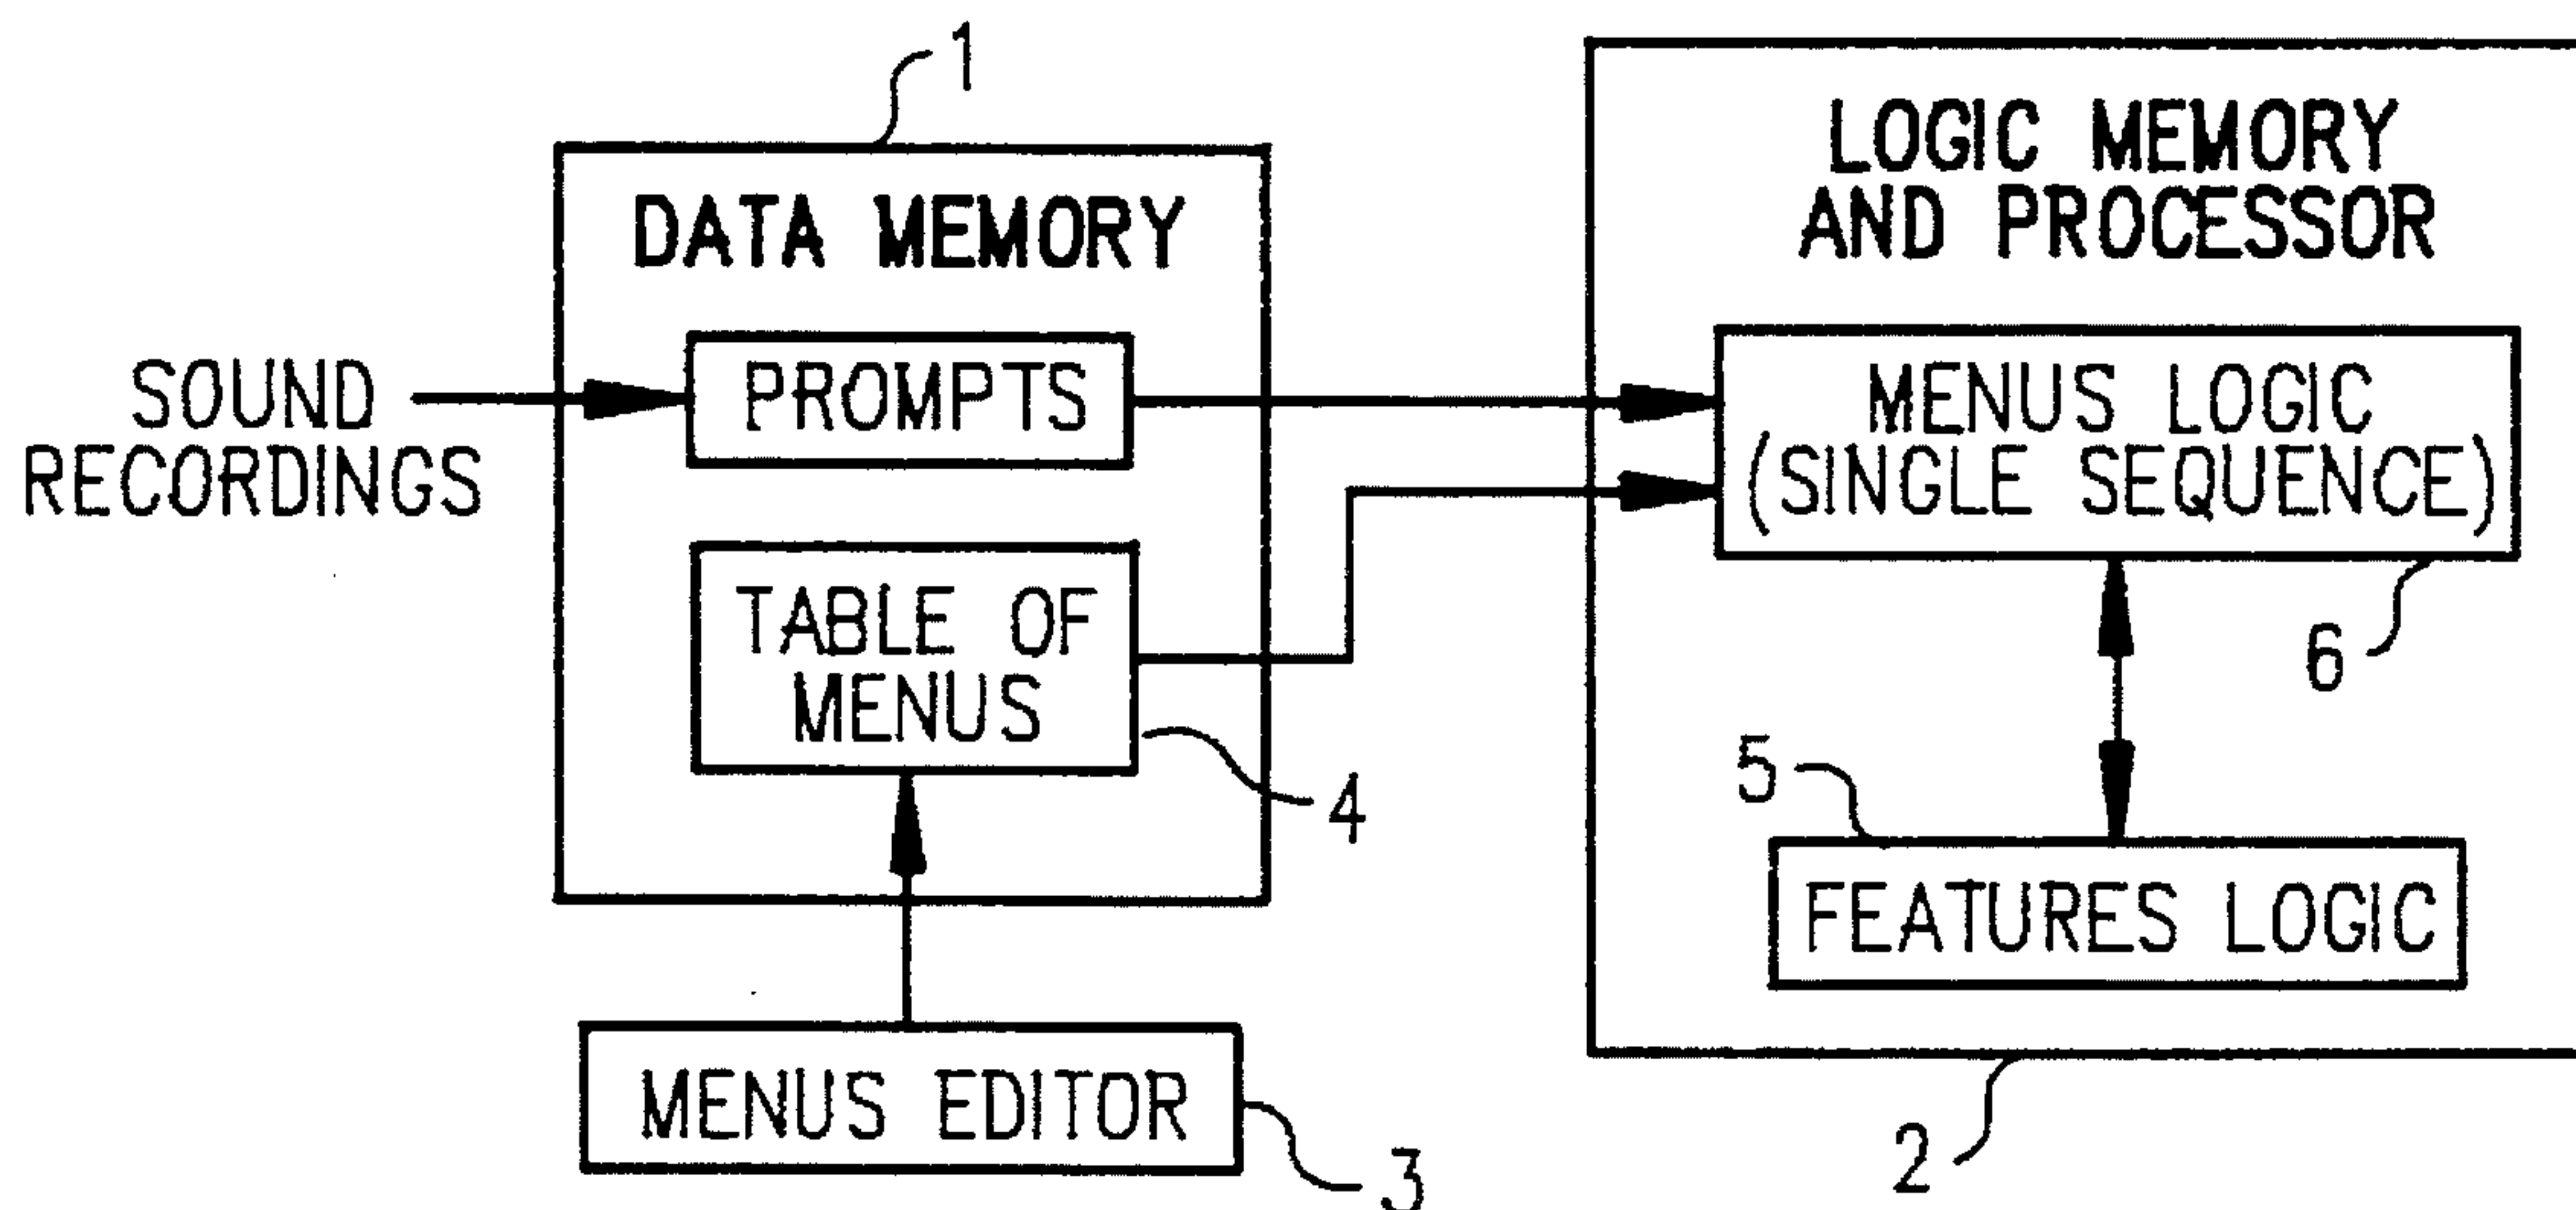 1
DATA MEMORY
SOUND
RECORDINGS
PROMPTS
TABLE OF
MENUS
4
MENUS EDITOR
3
LOGIC MEMORY
AND PROCESSOR
MENUS LOGIC
(SINGLE SEQUENCE)
6
5
FEATURES LOGIC
2